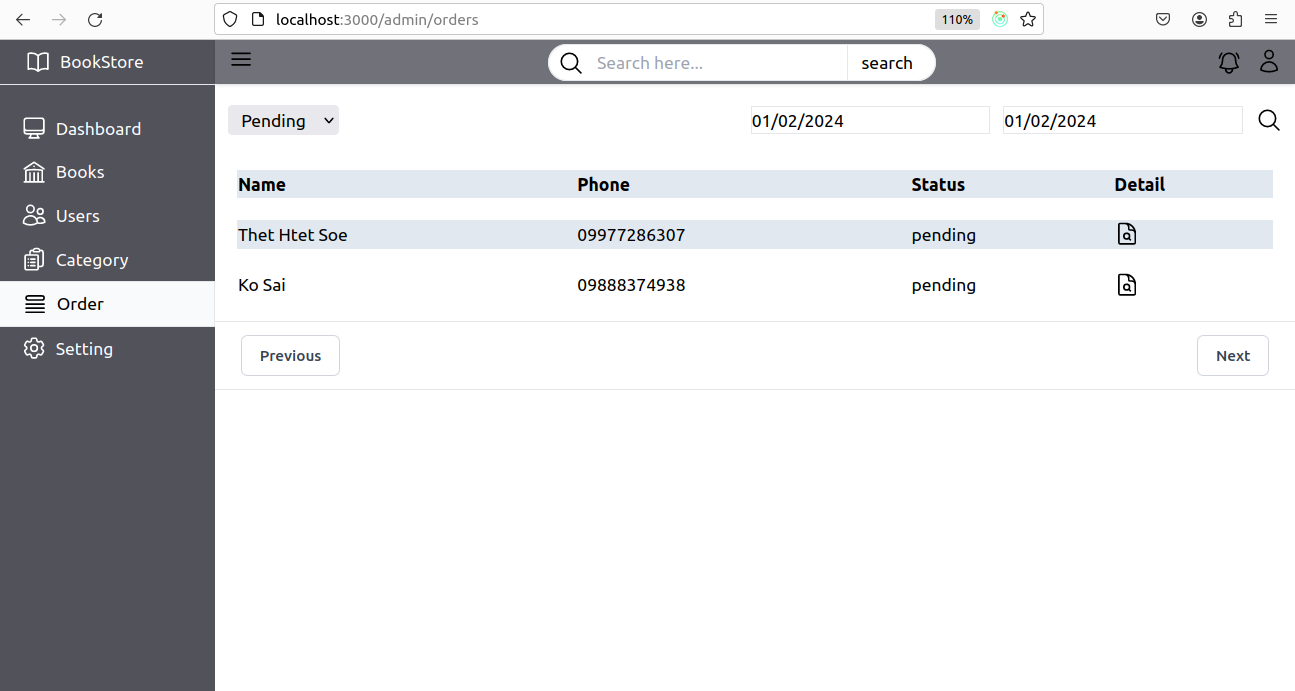 localhost:3000/admin/orders 110%
BookStore
Search here... search
Dashboard
Books
Users
Category
Order
Setting
Pending 01/02/2024 01/02/2024
Name Phone Status Detail
Thet Htet Soe 09977286307 pending
Ko Sai 09888374938 pending
Previous Next